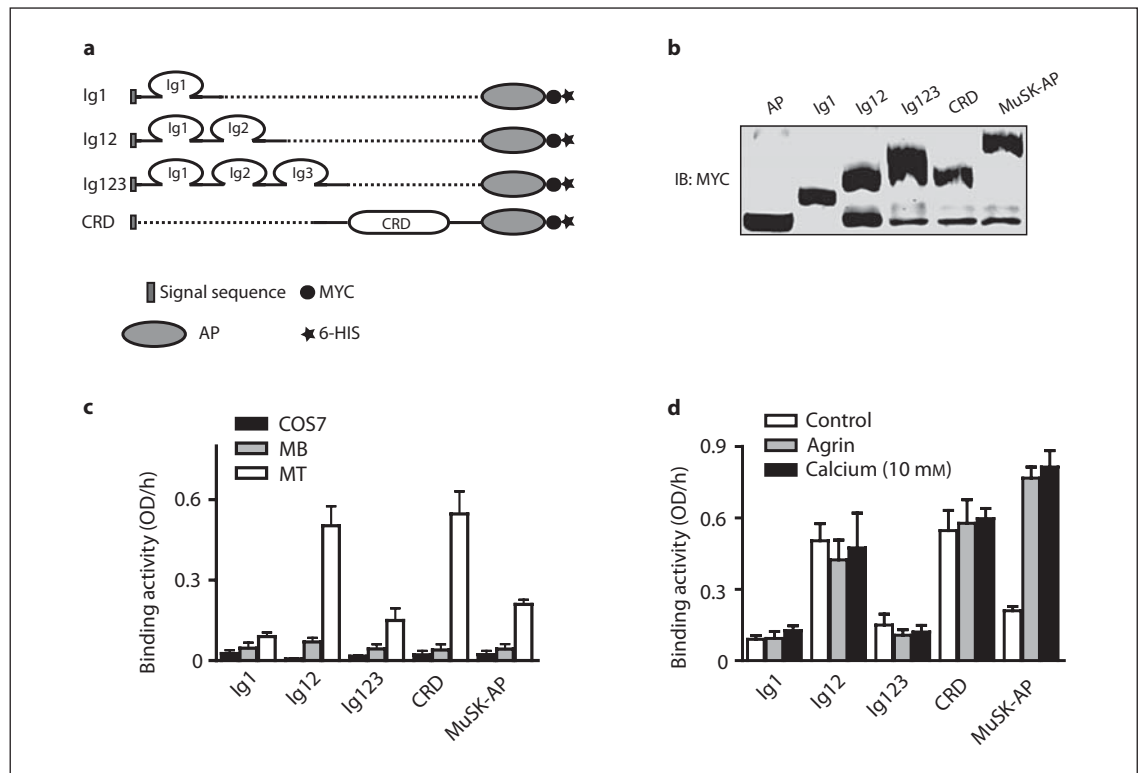 a
Ig1
Ig1
Ig12
Ig1
Ig2
Ig123
Ig1
Ig2
Ig3
CRD
CRD
Signal sequence
MYC
AP
6-HIS
b
AP
Ig1
Ig12
Ig123
CRD
MuSK-AP
IB: MYC
c
COS7
MB
MT
Binding activity (OD/h)
0.6
0.3
0
Ig1
Ig12
Ig123
CRD
MuSK-AP
d
Control
Agrin
Calcium (10 mM)
Binding activity (OD/h)
0.9
0.6
0.3
0
Ig1
Ig12
Ig123
CRD
MuSK-AP